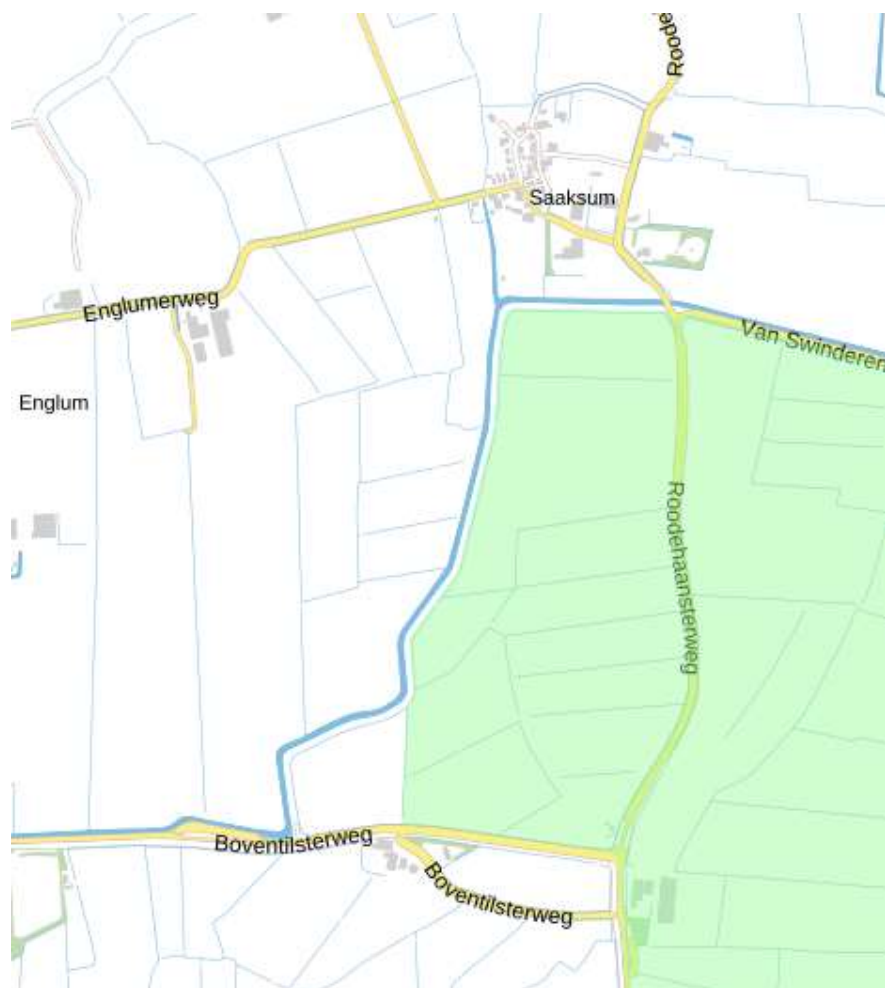 Roode
Saaksum
Englumerweg
Van Swinderen
Englum
Roodehaansterweg
Boventilsterweg
Boventilsterweg